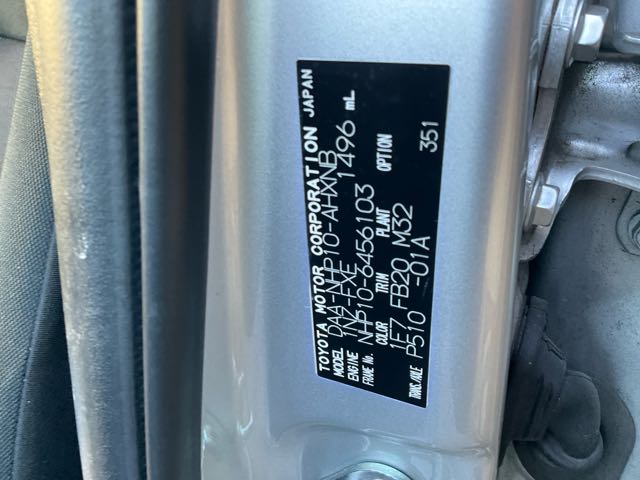 TOYOTA MOTOR CORPORATION JAPAN
MODEL DAA-NHP10-AHXNB
ENGINE 1NZ-FXE 1496 mL
FRAME No. NHP10-6456103
COLOR TRIM PLANT OPTION
1E7 FB20 M32
TRANS./AXLE P510 -01A 351